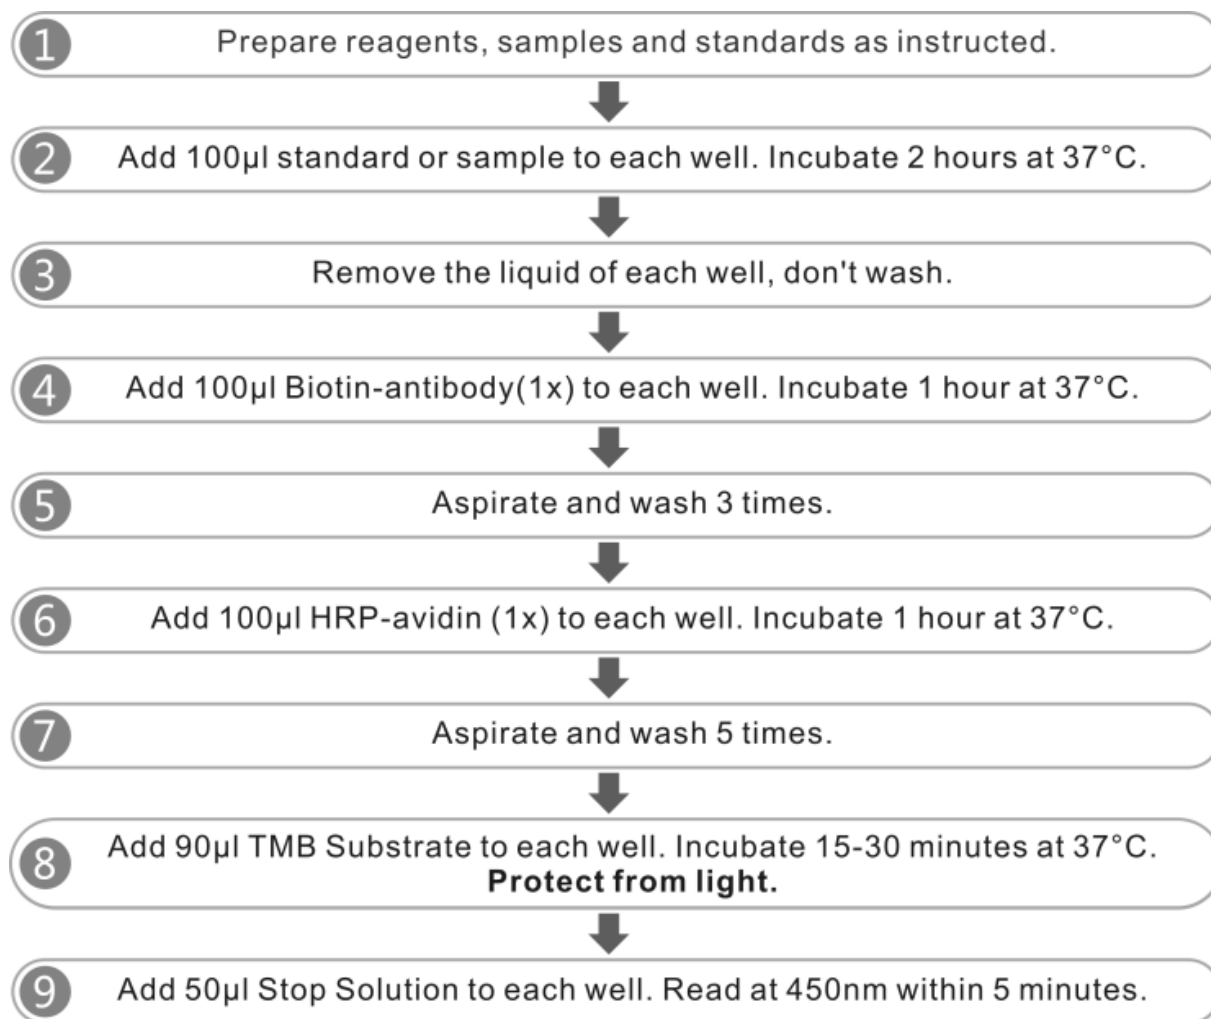 1 Prepare reagents, samples and standards as instructed.
2 Add 100µl standard or sample to each well. Incubate 2 hours at 37°C.
3 Remove the liquid of each well, don't wash.
4 Add 100µl Biotin-antibody(1x) to each well. Incubate 1 hour at 37°C.
5 Aspirate and wash 3 times.
6 Add 100µl HRP-avidin (1x) to each well. Incubate 1 hour at 37°C.
7 Aspirate and wash 5 times.
8 Add 90µl TMB Substrate to each well. Incubate 15-30 minutes at 37°C.
Protect from light.
9 Add 50µl Stop Solution to each well. Read at 450nm within 5 minutes.